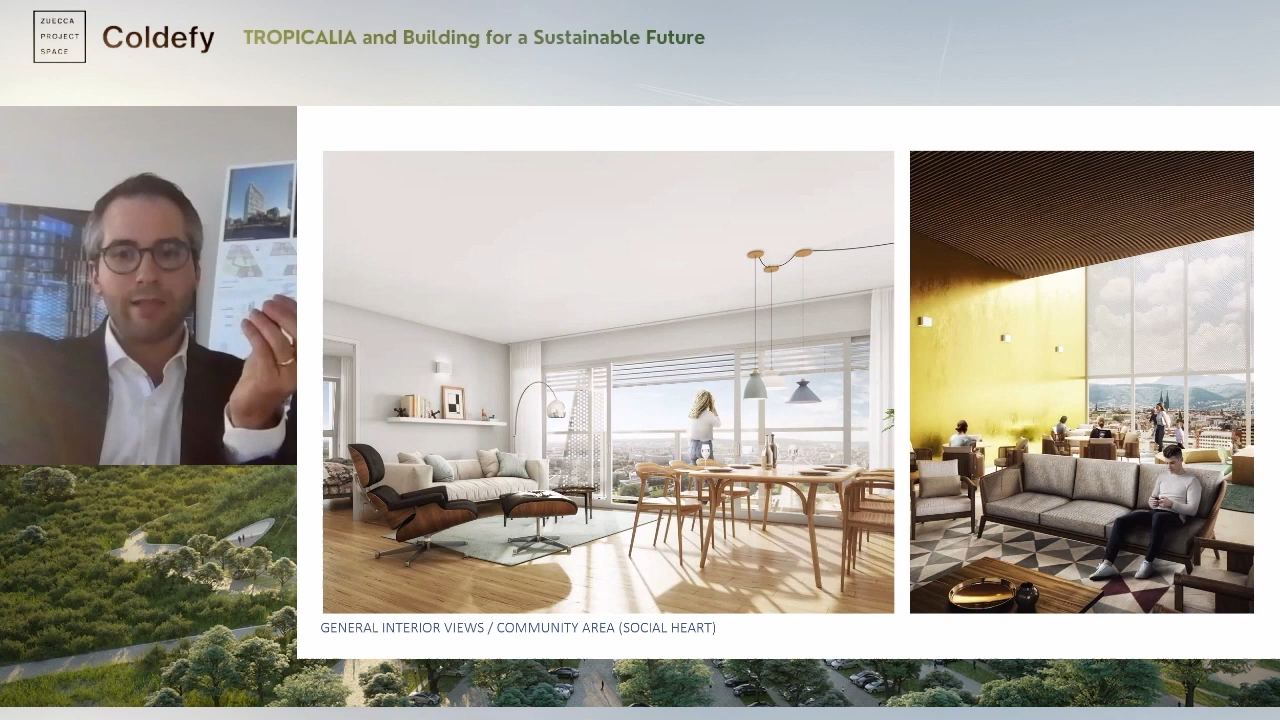 ZUECCA
PROJECT
SPACE
Coldefy
TROPICALIA and Building for a Sustainable Future
GENERAL INTERIOR VIEWS / COMMUNITY AREA (SOCIAL HEART)